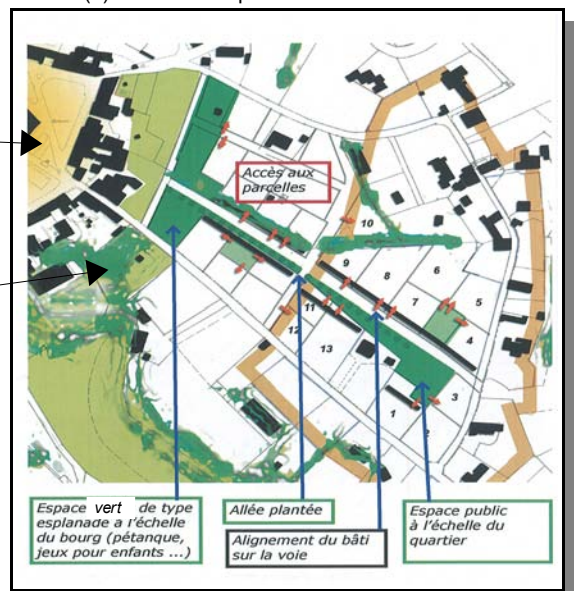 Accès aux
parcelles
10
9
8
6
7
5
11
12
13
4
3
1
2
Espace vert de type
esplanade a l'échelle
du bourg (pétanque,
jeux pour enfants ...)
Allée plantée
Alignement du bâti
sur la voie
Espace public
à l'échelle du
quartier